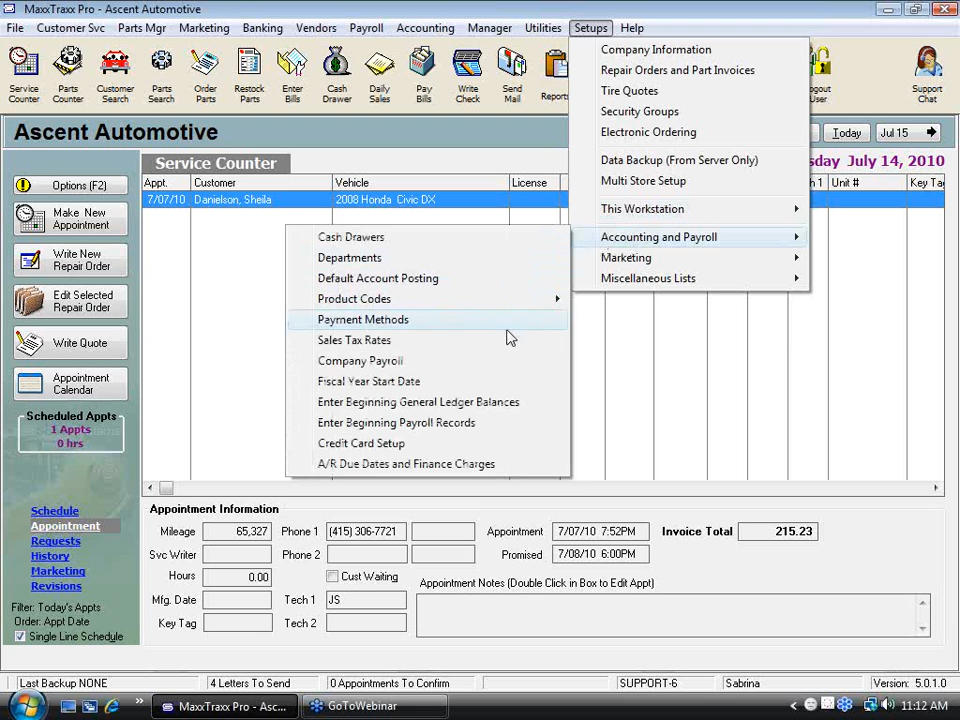 MaxxTraxx Pro - Ascent Automotive
File Customer Svc Parts Mgr Marketing Banking Vendors Payroll Accounting Manager Utilities Setups Help
Service Counter
Parts Counter
Customer Search
Parts Search
Order Parts
Restock Parts
Enter Bills
Cash Drawer
Daily Sales
Pay Bills
Write Check
Send Mail
Reports
User
Support Chat
Company Information
Repair Orders and Part Invoices
Tire Quotes
Security Groups
Electronic Ordering
Data Backup (From Server Only)
Multi Store Setup
This Workstation
Accounting and Payroll
Marketing
Miscellaneous Lists
Ascent Automotive
Today Jul 15
Service Counter
July 14, 2010
Appt. Customer Vehicle License Unit #
7/07/10 Danielson, Sheila 2008 Honda Civic DX
Cash Drawers
Departments
Default Account Posting
Product Codes
Payment Methods
Sales Tax Rates
Company Payroll
Fiscal Year Start Date
Enter Beginning General Ledger Balances
Enter Beginning Payroll Records
Credit Card Setup
A/R Due Dates and Finance Charges
Options (F2)
Make New Appointment
Write New Repair Order
Edit Selected Repair Order
Write Quote
Appointment Calendar
Scheduled Appts
1 Appts
0 hrs
Schedule
Appointment
Requests
History
Marketing
Revisions
Filter: Today's Appts
Order: Appt Date
Single Line Schedule
Appointment Information
Mileage 65,327 Phone 1 (415) 306-7721 Appointment 7/07/10 7:52PM Invoice Total 215.23
Svc Writer Phone 2 Promised 7/08/10 6:00PM
Hours 0.00 Cust Waiting Appointment Notes (Double Click in Box to Edit Appt)
Mfg. Date Tech 1 JS
Key Tag Tech 2
Last Backup NONE 4 Letters To Send 0 Appointments To Confirm SUPPORT-6 Sabrina Version: 5.0.1.0
MaxxTraxx Pro - Asc... GoToWebinar 11:12 AM